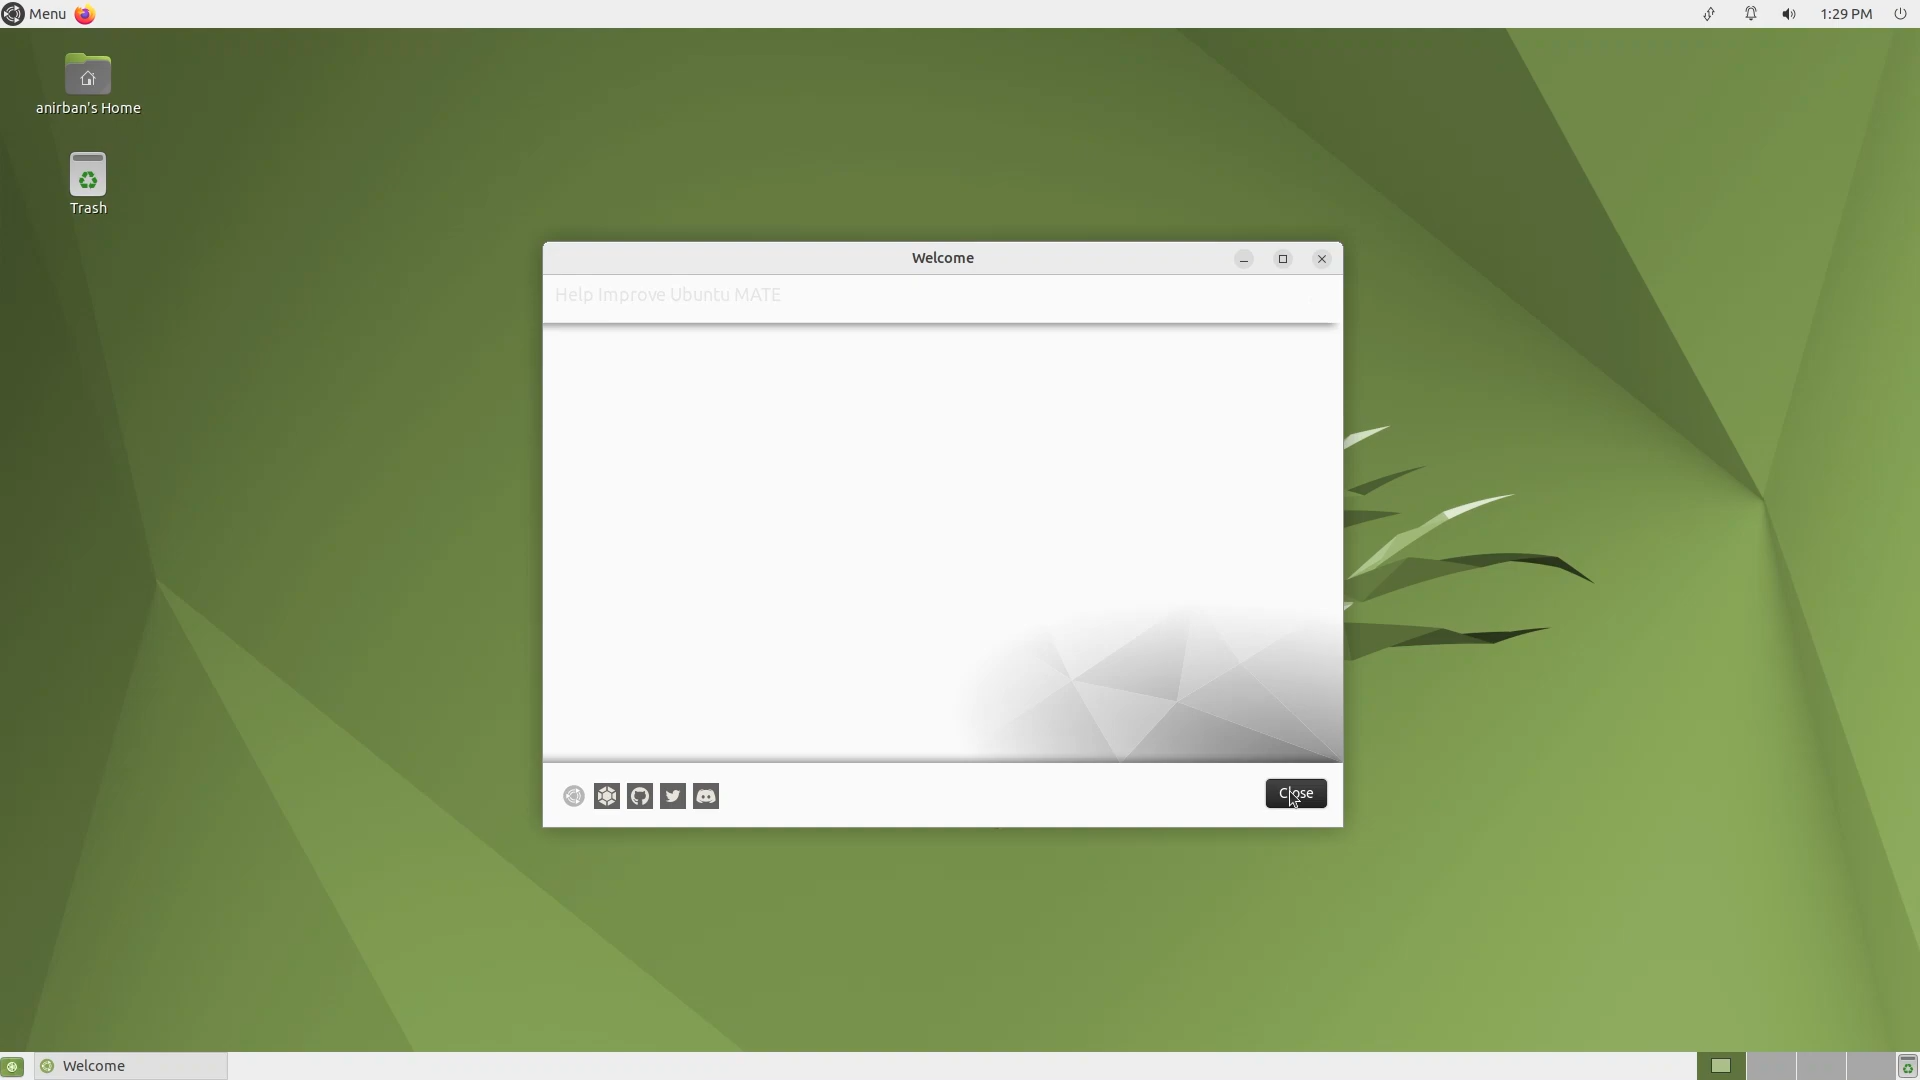 Menu
1:29 PM
anirban's Home
Trash
Welcome
Help Improve Ubuntu MATE
Close
Welcome